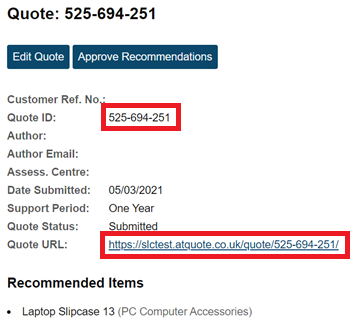 Quote: 525-694-251
Edit Quote Approve Recommendations
Customer Ref. No.:
Quote ID: 525-694-251
Author:
Author Email:
Assess. Centre:
Date Submitted: 05/03/2021
Support Period: One Year
Quote Status: Submitted
Quote URL: https://slctest.atquote.co.uk/quote/525-694-251/
Recommended Items
• Laptop Slipcase 13 (PC Computer Accessories)